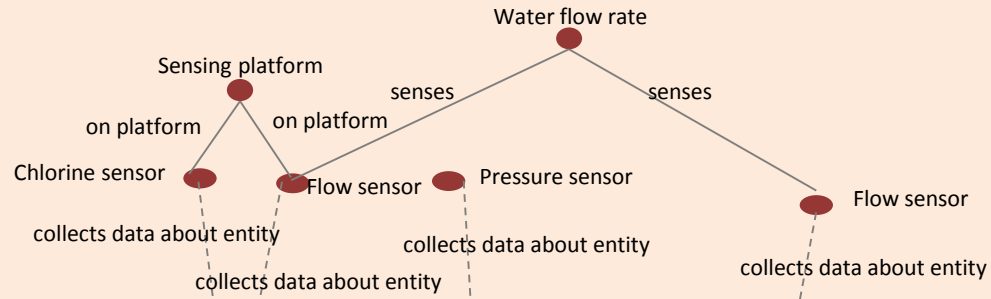 Water flow rate
Sensing platform
senses
senses
on platform
on platform
Chlorine sensor
Flow sensor
Pressure sensor
Flow sensor
collects data about entity
collects data about entity
collects data about entity
collects data about entity